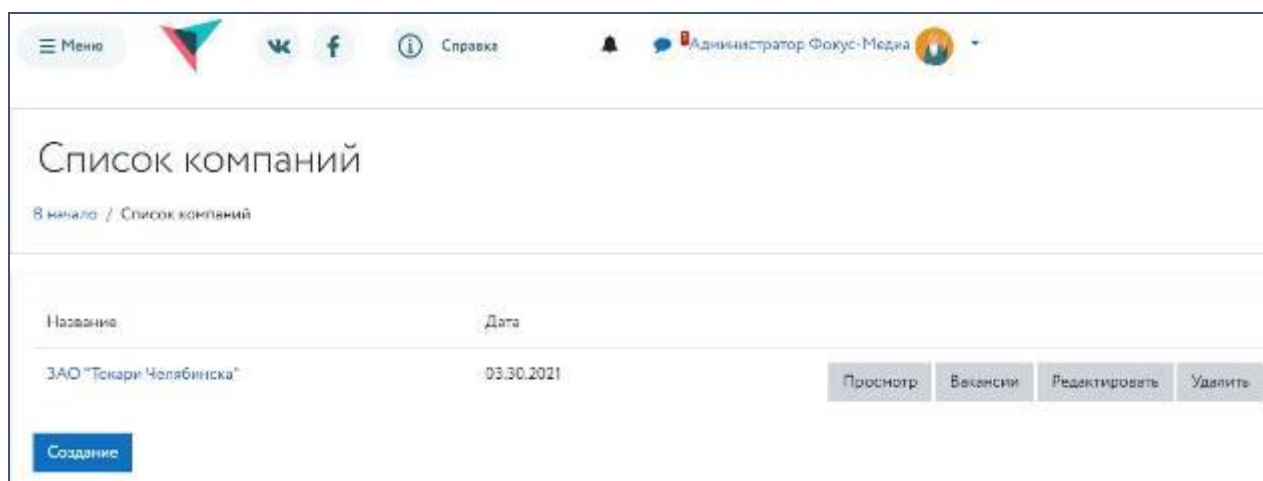 Меню
Справка
Администратор Фокус-Медиа
Список компаний
В начало / Список компаний
Название Дата
ЗАО "Токари Челябинска" 03.30.2021 Просмотр Вакансии Редактировать Удалить
Создание